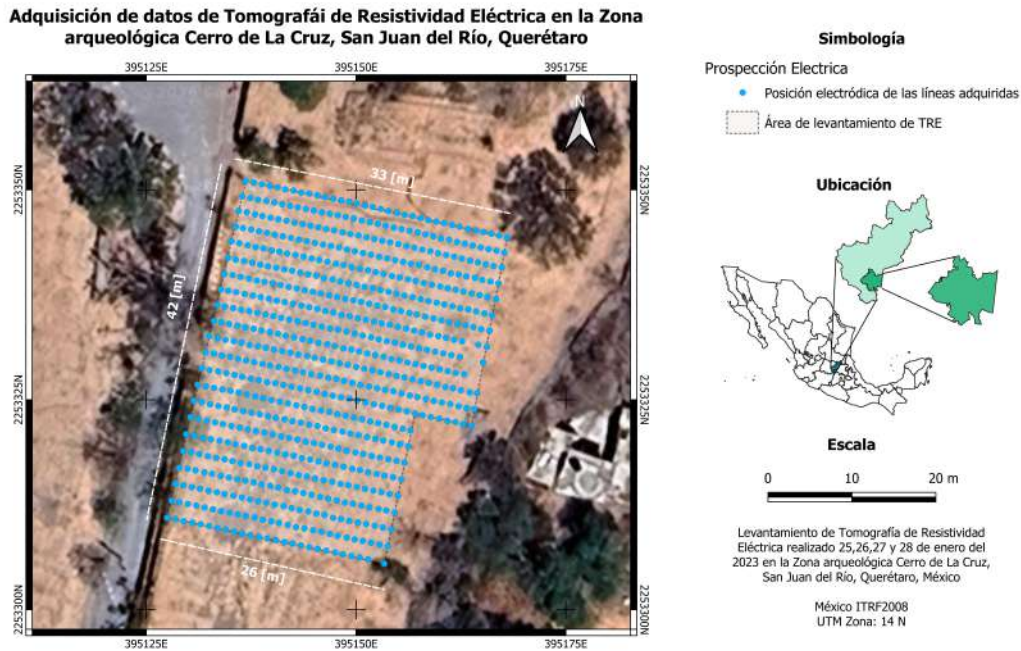 Adquisición de datos de Tomografái de Resistividad Eléctrica en la Zona
arqueológica Cerro de La Cruz, San Juan del Río, Querétaro
395125E
395150E
395175E
2253350N
2253325N
2253300N
2253350N
2253325N
2253300N
N
33 [m]
42 [m]
26 [m]
395125E
395150E
395175E
Simbología
Prospección Electrica
Posición electródica de las líneas adquiridas
Área de levantamiento de TRE
Ubicación
Escala
0 10 20 m
Levantamiento de Tomografía de Resistividad
Eléctrica realizado 25,26,27 y 28 de enero del
2023 en la Zona arqueológica Cerro de La Cruz,
San Juan del Río, Querétaro, México
México ITRF2008
UTM Zona: 14 N